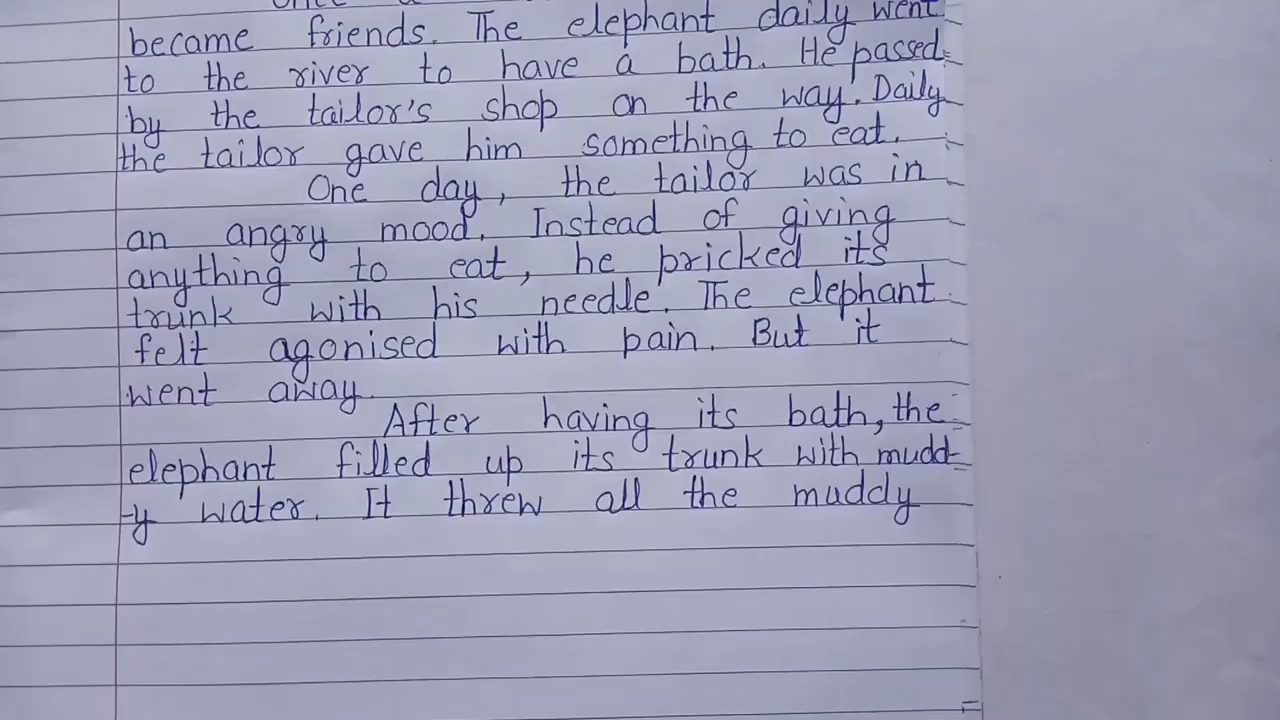 became friends. The elephant daily went
to the river to have a bath. He passed
by the tailor's shop on the way. Daily
the tailor gave him something to eat.
One day, the tailor was in
an angry mood. Instead of giving
anything to eat, he pricked its
trunk with his needle. The elephant
felt agonised with pain. But it
went away.
After having its bath, the
elephant filled up its trunk with mudd-
-y water. It threw all the muddy